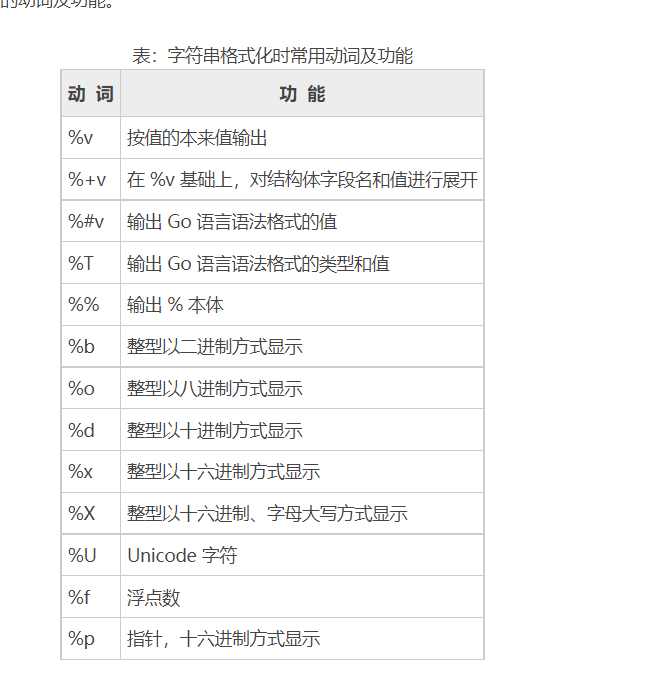 的动词及功能。
表：字符串格式化时常用动词及功能
动 词 功 能
%v 按值的本来值输出
%+v 在 %v 基础上，对结构体字段名和值进行展开
%#v 输出 Go 语言语法格式的值
%T 输出 Go 语言语法格式的类型和值
%% 输出 % 本体
%b 整型以二进制方式显示
%o 整型以八进制方式显示
%d 整型以十进制方式显示
%x 整型以十六进制方式显示
%X 整型以十六进制、字母大写方式显示
%U Unicode 字符
%f 浮点数
%p 指针，十六进制方式显示